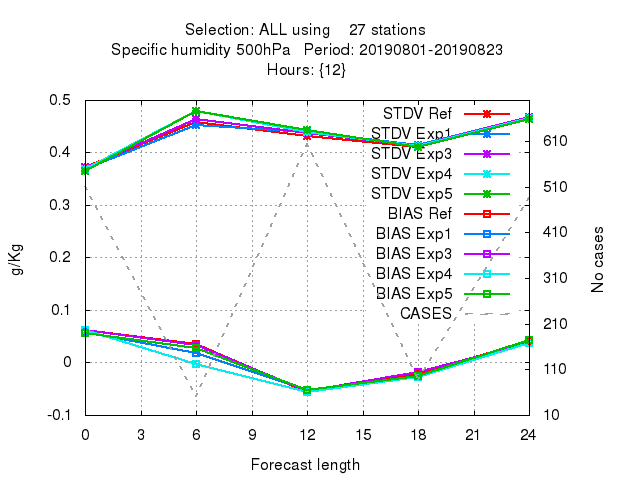 Selection: ALL using 27 stations
Specific humidity 500hPa Period: 20190801-20190823
Hours: {12}
0.5
0.4
0.3
0.2
0.1
0
-0.1
g/Kg
STDV Ref
STDV Exp1
STDV Exp3
STDV Exp4
STDV Exp5
BIAS Ref
BIAS Exp1
BIAS Exp3
BIAS Exp4
BIAS Exp5
CASES
610
510
410
310
210
110
10
No cases
0 3 6 9 12 15 18 21 24
Forecast length